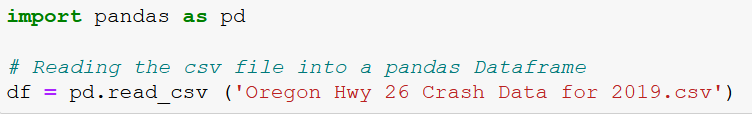 import pandas as pd
# Reading the csv file into a pandas Dataframe
df = pd.read_csv ('Oregon Hwy 26 Crash Data for 2019.csv')